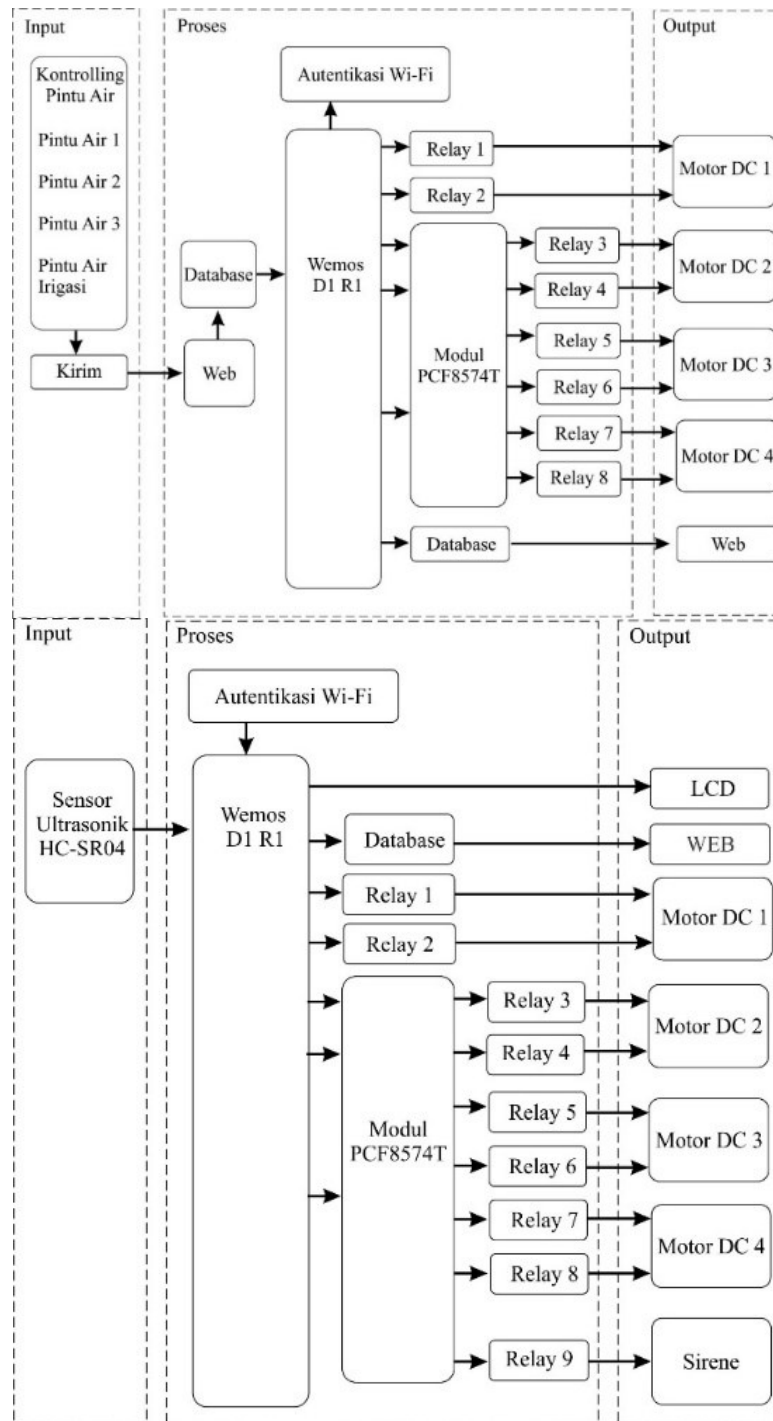 Input
Proses
Output
Kontrolling
Pintu Air
Pintu Air 1
Pintu Air 2
Pintu Air 3
Pintu Air
Irigasi
Kirim
Web
Database
Autentikasi Wi-Fi
Wemos
D1 R1
Relay 1
Relay 2
Modul
PCF8574T
Relay 3
Relay 4
Relay 5
Relay 6
Relay 7
Relay 8
Database
Motor DC 1
Motor DC 2
Motor DC 3
Motor DC 4
Web
Input
Proses
Output
Sensor
Ultrasonik
HC-SR04
Autentikasi Wi-Fi
Wemos
D1 R1
Database
Relay 1
Relay 2
Modul
PCF8574T
Relay 3
Relay 4
Relay 5
Relay 6
Relay 7
Relay 8
Relay 9
LCD
WEB
Motor DC 1
Motor DC 2
Motor DC 3
Motor DC 4
Sirene